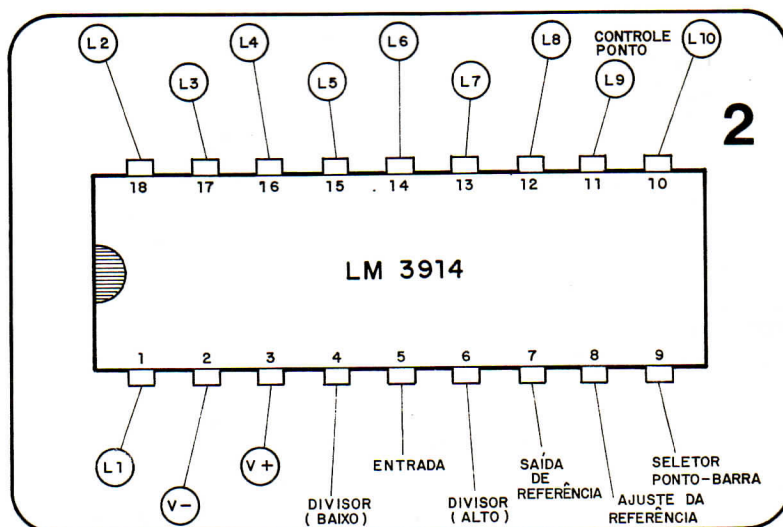 L2
L3
L4
L5
L6
L7
L8
CONTROLE
PONTO
L9
L10
2
18 17 16 15 14 13 12 11 10
LM 3914
1 2 3 4 5 6 7 8 9
L1
V-
V+
DIVISOR
(BAIXO)
ENTRADA
DIVISOR
(ALTO)
SAÍDA
DE
REFERÊNCIA
AJUSTE DA
REFERÊNCIA
SELETOR
PONTO-BARRA